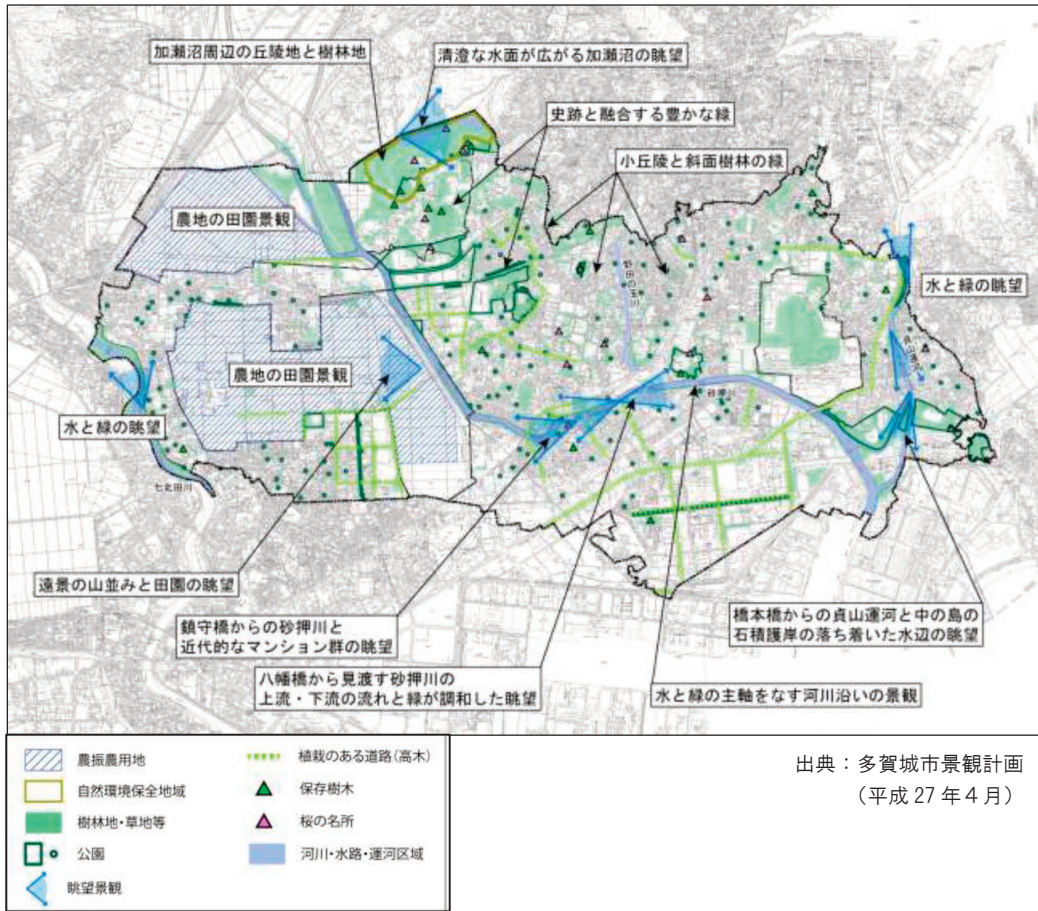 加瀬沼周辺の丘陵地と樹林地
清澄な水面が広がる加瀬沼の眺望
史跡と融合する豊かな緑
小丘陵と斜面樹林の緑
農地の田園景観
水と緑の眺望
野田の玉川
貞山運河
農地の田園景観
水と緑の眺望
砂押川
七北田川
遠景の山並みと田園の眺望
鎮守橋からの砂押川と
近代的なマンション群の眺望
八幡橋から見渡す砂押川の
上流・下流の流れと緑が調和した眺望
橋本橋からの貞山運河と中の島の
石積護岸の落ち着いた水辺の眺望
水と緑の主軸をなす河川沿いの景観
農振農用地
自然環境保全地域
樹林地・草地等
公園
眺望景観
植栽のある道路(高木)
保存樹木
桜の名所
河川・水路・運河区域
出典：多賀城市景観計画
（平成 27 年 4 月）